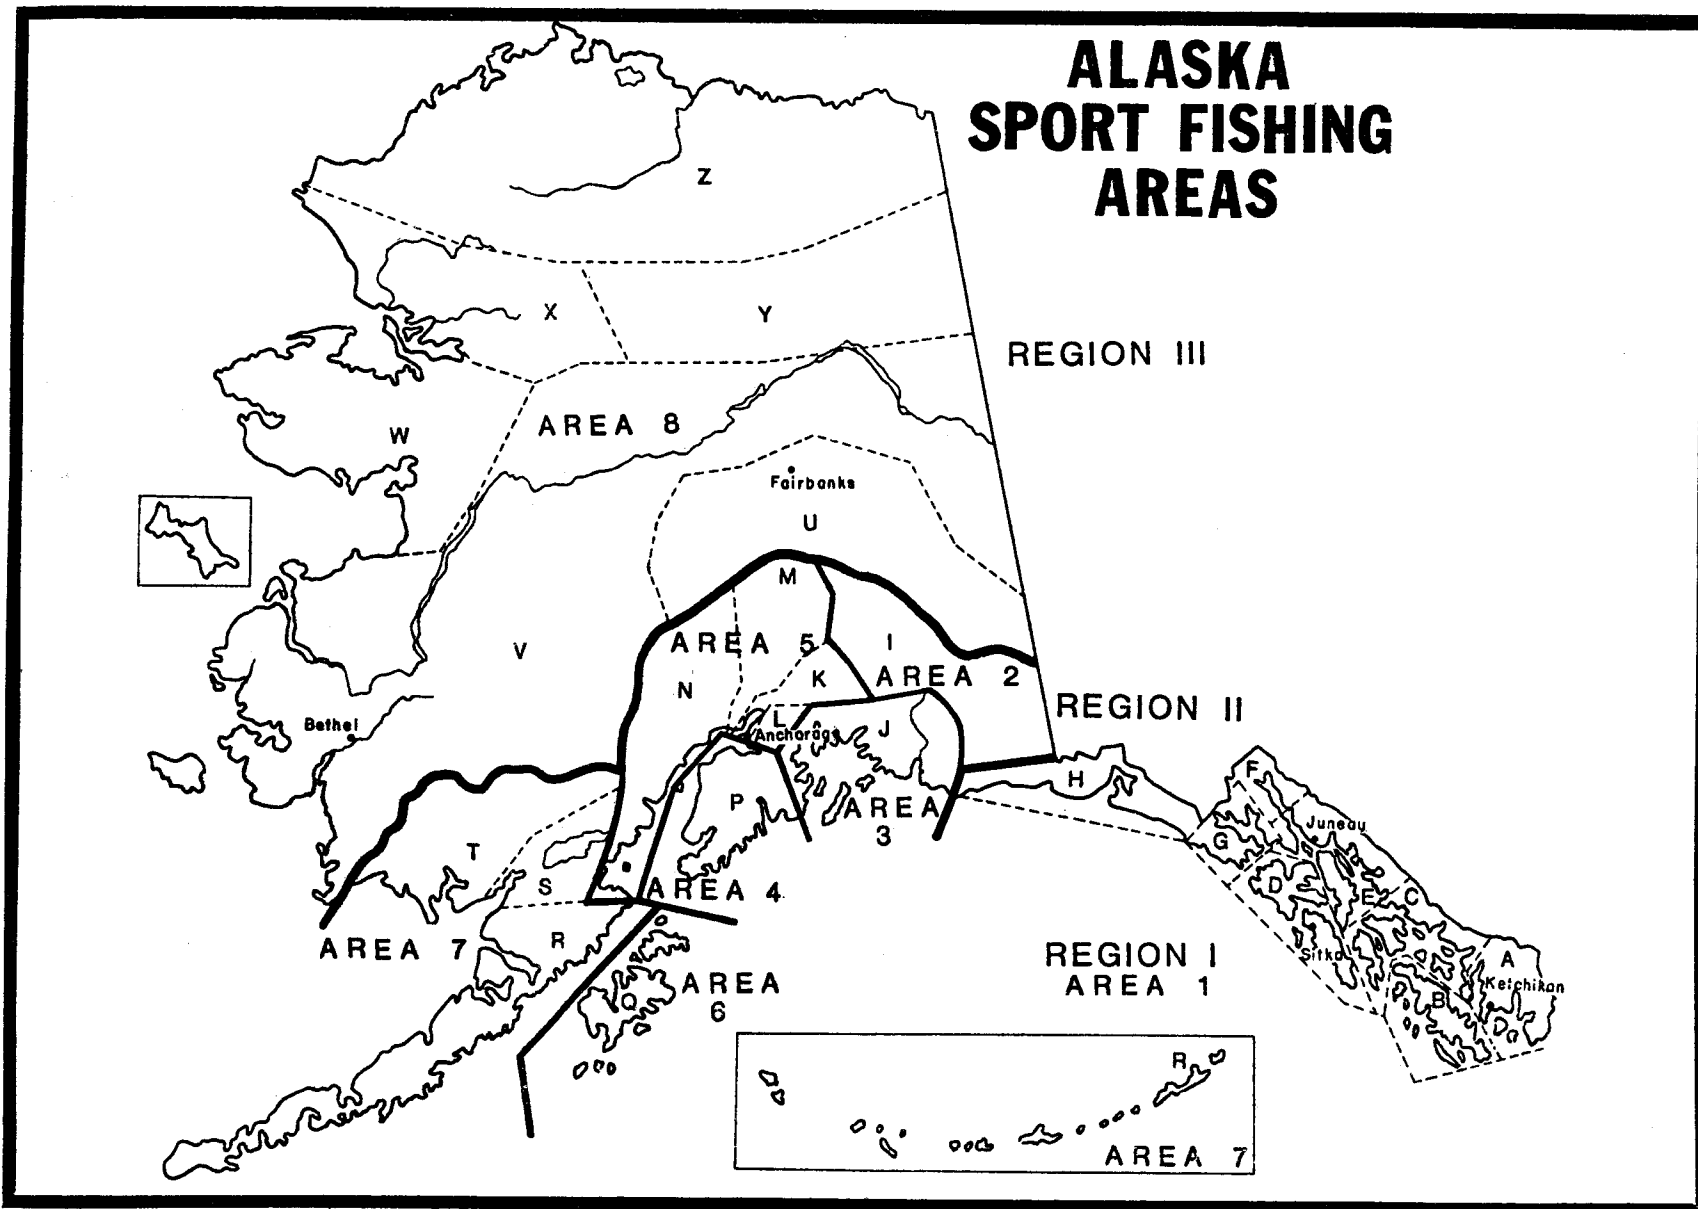 ALASKA
SPORT FISHING
AREAS
Z
X
Y
REGION III
AREA 8
W
Fairbanks
U
M
AREA 5
I
V
N
K
AREA 2
REGION II
L
Anchorage
J
Bethel
H
F
P
AREA
3
Juneau
G
T
S
AREA 4
D
E
C
AREA 7
R
REGION I
AREA 1
Sitka
A
Ketchikan
B
Q
AREA
6
R
AREA 7